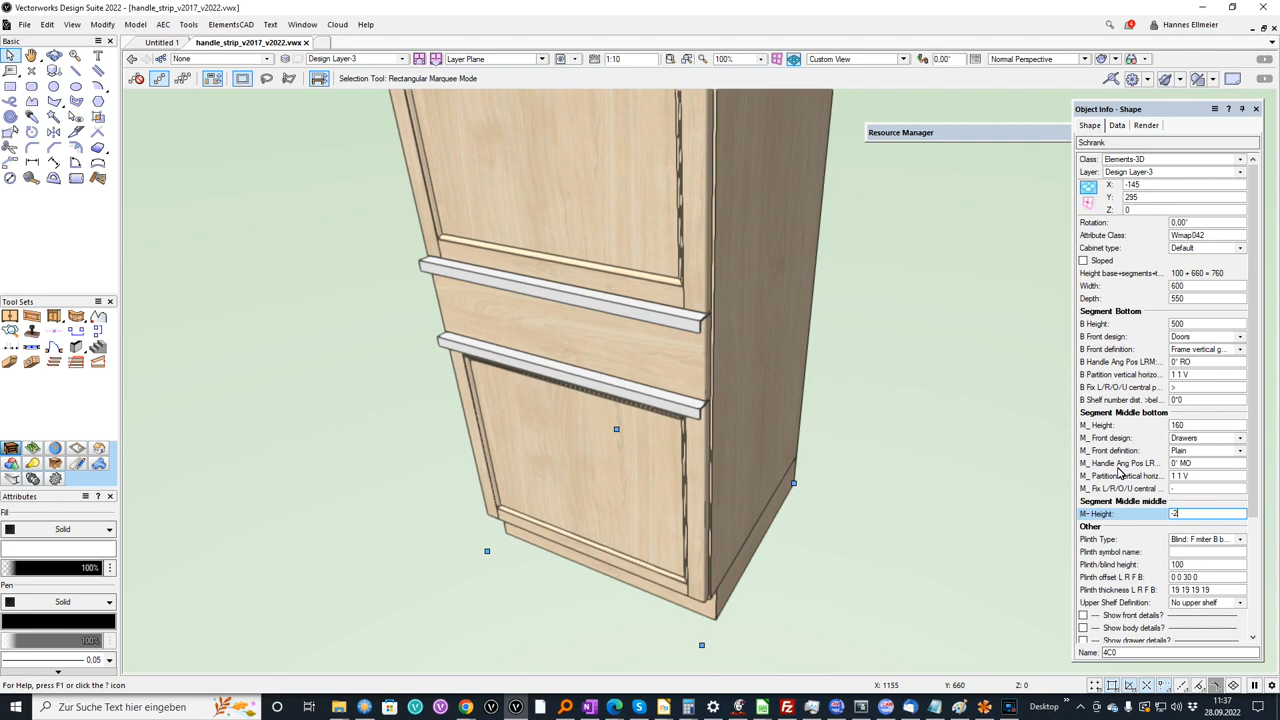 Vectorworks Design Suite 2022 - [handle_strip_v2017_v2022.vwx]
File Edit View Modify Model AEC Tools ElementsCAD Text Window Cloud Help
Hannes Ellmeier
Basic
Untitled 1 handle_strip_v2017_v2022.vwx
None Design Layer-3 Layer Plane 1:10 100% Custom View 0,00° Normal Perspective
Selection Tool: Rectangular Marquee Mode
Object Info - Shape
Shape Data Render
Resource Manager
Schrank
Class: Elements-3D
Layer: Design Layer-3
X: -145
Y: 295
Z: 0
Rotation: 0,00°
Attribute Class: Wmap042
Cabinet type: Default
Sloped
Height base+segments+t... 100 + 660 = 760
Width: 600
Depth: 550
Segment Bottom
B Height: 500
B Front design: Doors
B Front definition: Frame vertical g...
B Handle Ang Pos LRM:... 0° RO
B Partition vertical horizo... 1 1 V
B Fix L/R/O/U central p... >
B Shelf number dist. >bel... 0*0
Segment Middle bottom
M_ Height: 160
M_ Front design: Drawers
M_ Front definition: Plain
M_ Handle Ang Pos LR... 0° MO
M_ Partition vertical horiz... 1 1 V
M_ Fix L/R/O/U central ... -
Segment Middle middle
M− Height: -2
Other
Plinth Type: Blind: F miter B b...
Plinth symbol name:
Plinth/blind height: 100
Plinth offset L R F B: 0 0 30 0
Plinth thickness L R F B: 19 19 19 19
Upper Shelf Definition: No upper shelf
---- Show front details?
---- Show body details?
---- Show drawer details?
Name: 4C0
Tool Sets
Attributes
Fill
Solid
100%
Pen
Solid
100%
0,05
For Help, press F1 or click the ? icon
X: 1155 Y: 660 Z: 0
Zur Suche Text hier eingeben
Desktop
11:37
28.09.2022